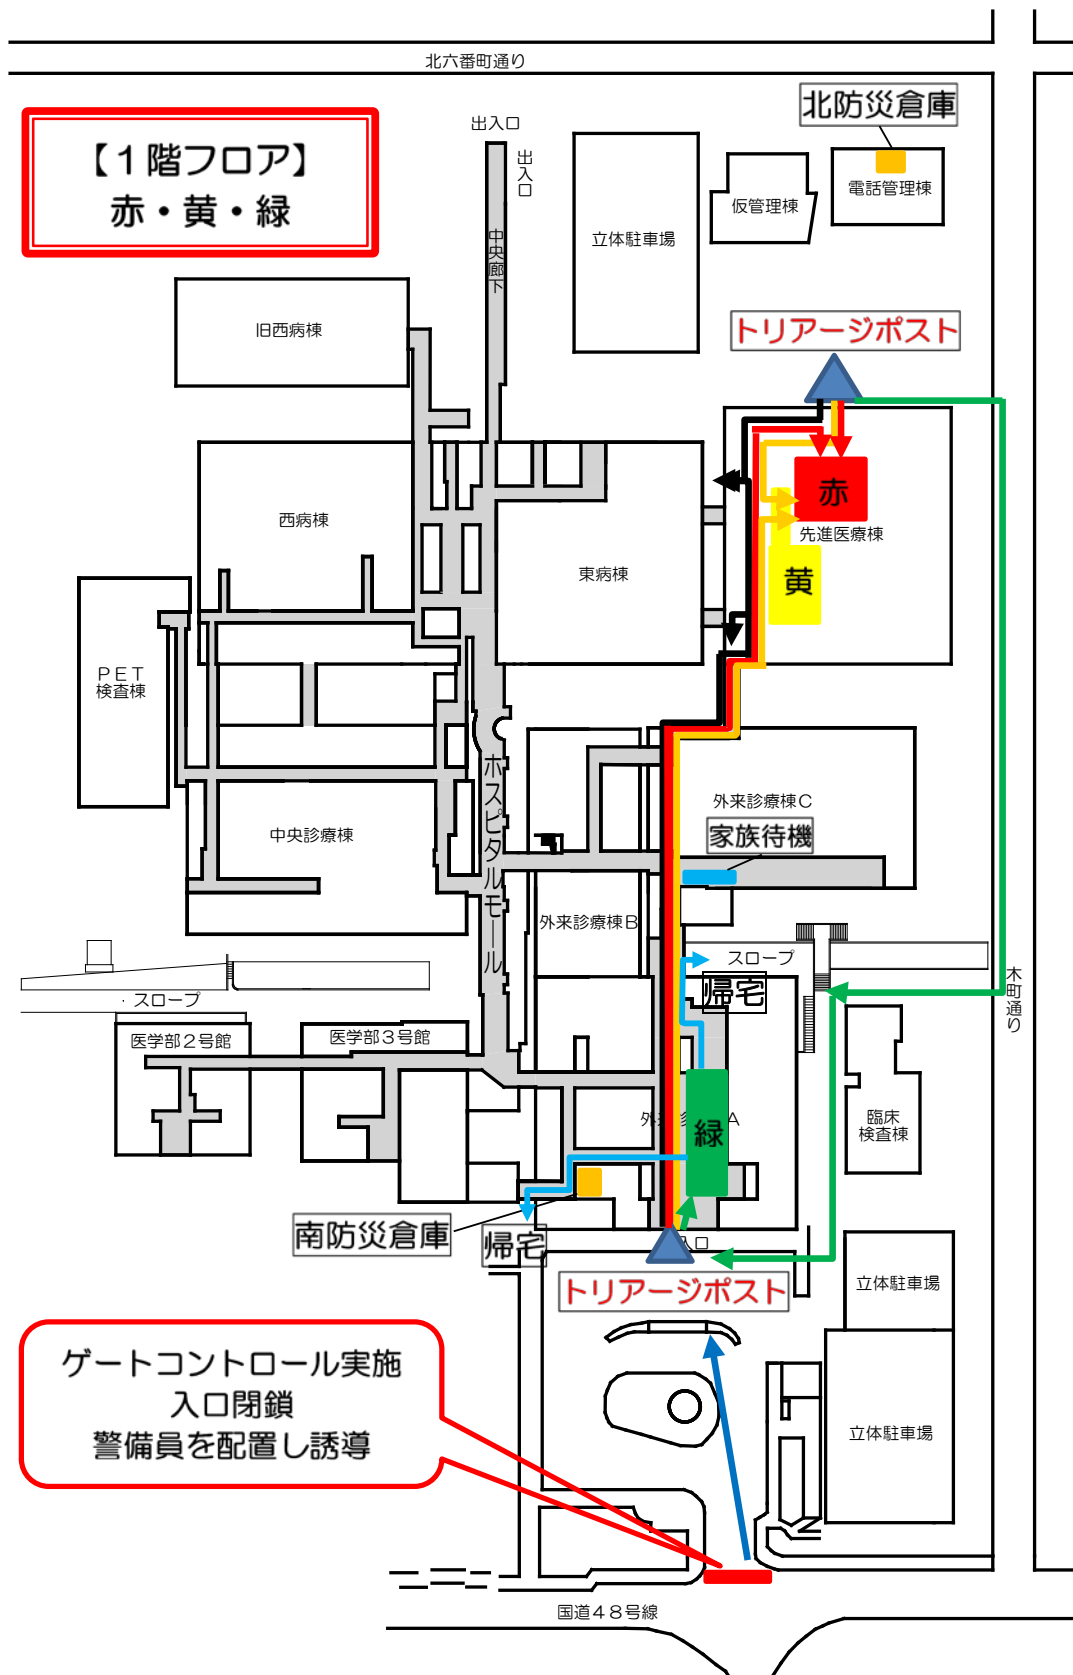 北六番町通り
北防災倉庫
【１階フロア】
赤・黄・緑
出入口
出入口
中央廊下
立体駐車場
仮管理棟
電話管理棟
旧西病棟
トリアージポスト
赤
先進医療棟
西病棟
東病棟
黄
ＰＥＴ
検査棟
ホスピタルモール
外来診療棟Ｃ
家族待機
中央診療棟
外来診療棟Ｂ
スロープ
帰宅
木町通り
・スロープ
医学部２号館
医学部３号館
緑
臨床
検査棟
南防災倉庫
帰宅
入口
トリアージポスト
立体駐車場
ゲートコントロール実施
入口閉鎖
警備員を配置し誘導
立体駐車場
国道４８号線